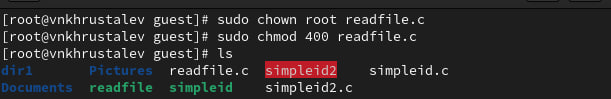 [root@vnkhrustalev guest]# sudo chown root readfile.c
[root@vnkhrustalev guest]# sudo chmod 400 readfile.c
[root@vnkhrustalev guest]# ls
dir1 Pictures readfile.c simpleid2 simpleid.c
Documents readfile simpleid simpleid2.c